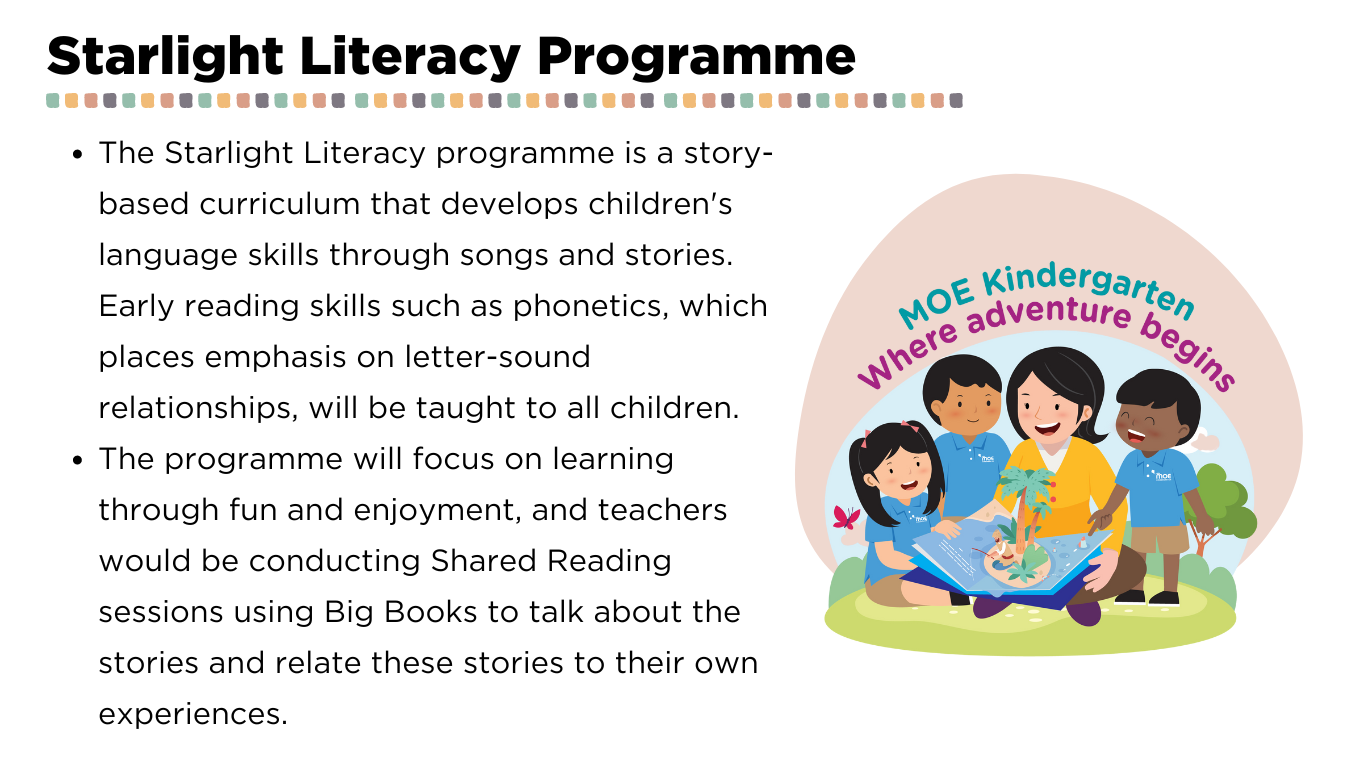 Starlight Literacy Programme
• The Starlight Literacy programme is a story-
based curriculum that develops children's
language skills through songs and stories.
Early reading skills such as phonetics, which
places emphasis on letter-sound
relationships, will be taught to all children.
• The programme will focus on learning
through fun and enjoyment, and teachers
would be conducting Shared Reading
sessions using Big Books to talk about the
stories and relate these stories to their own
experiences.
MOE Kindergarten
Where adventure begins
moe
moe
moe